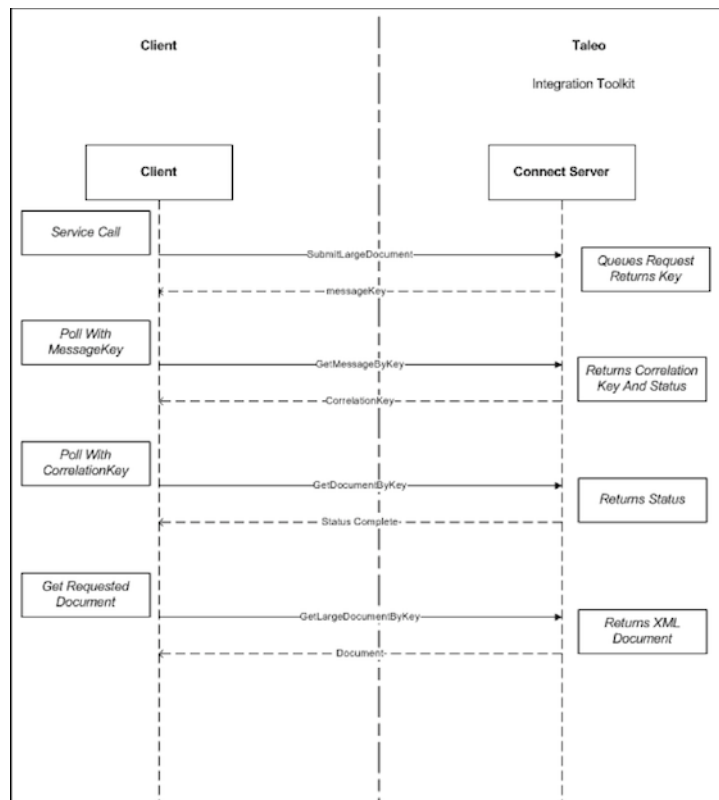 Client
Taleo
Integration Toolkit
Client
Connect Server
Service Call
SubmitLargeDocument
Queues Request
Returns Key
messageKey
Poll With
MessageKey
GetMessageByKey
Returns Correlation
Key And Status
CorrelationKey
Poll With
CorrelationKey
GetDocumentByKey
Returns Status
Status Complete
Get Requested
Document
GetLargeDocumentByKey
Returns XML
Document
Document